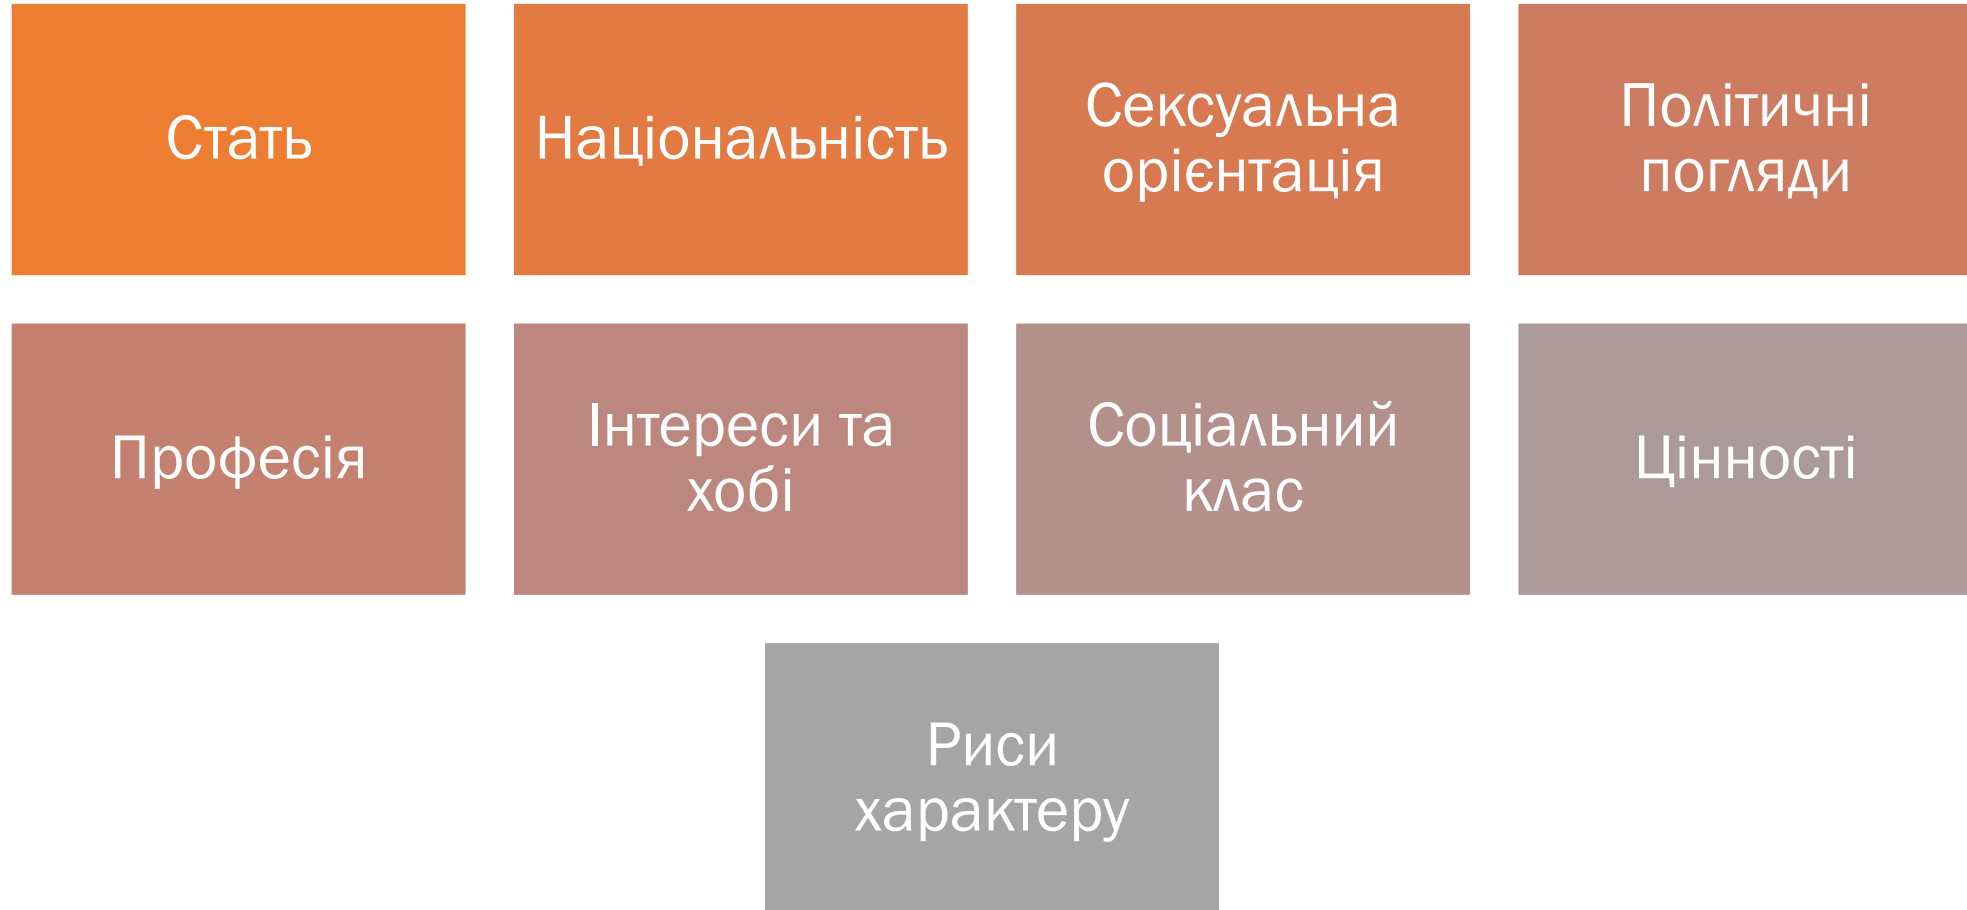 Стать
Національність
Сексуальна
орієнтація
Політичні
погляди
Професія
Інтереси та
хобі
Соціальний
клас
Цінності
Риси
характеру